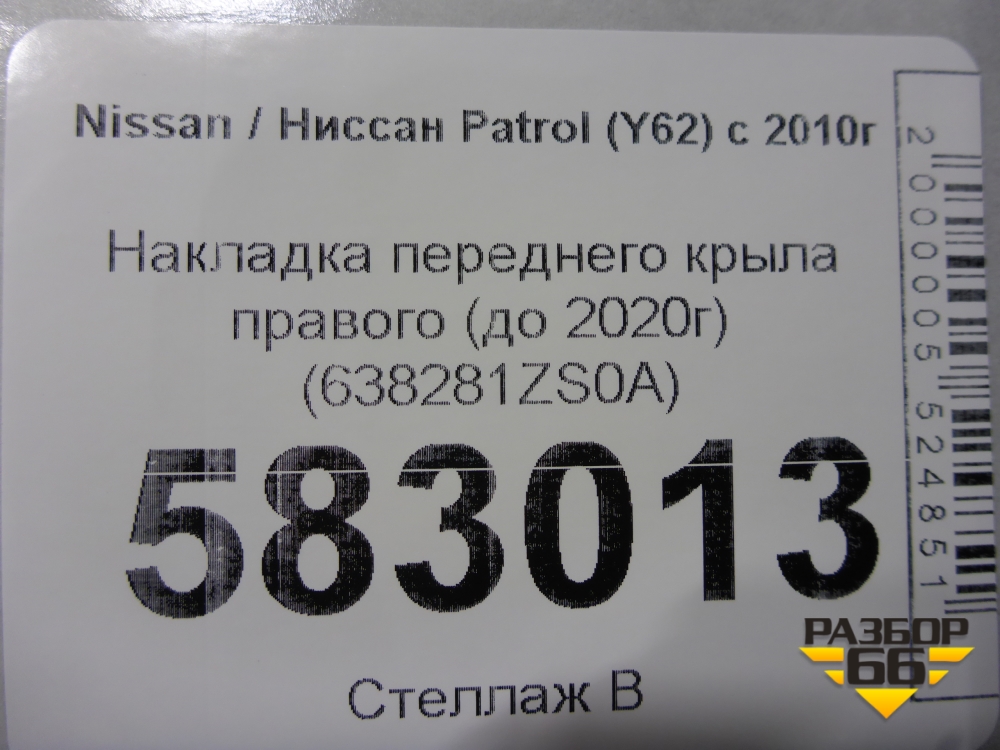 Nissan / Ниссан Patrol (Y62) с 2010г
Накладка переднего крыла
правого (до 2020г)
(638281ZS0A)
583013
Стеллаж В
2000005524851
РАЗБОР
66